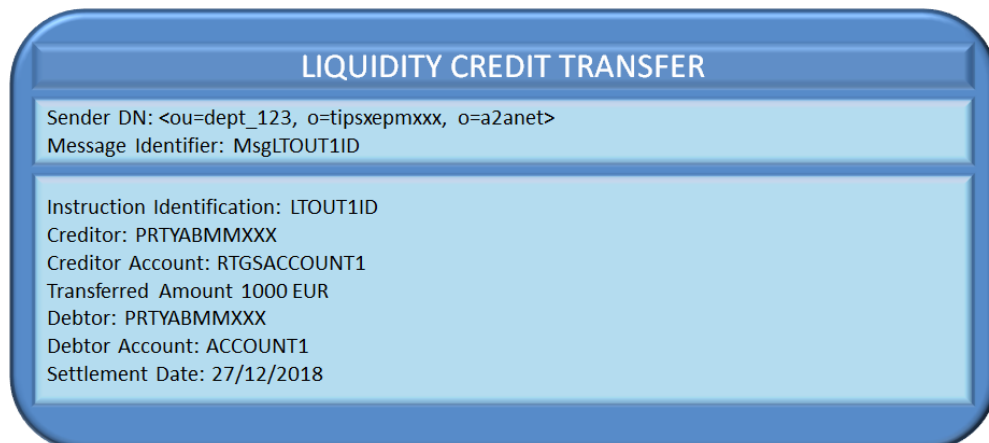 LIQUIDITY CREDIT TRANSFER
Sender DN: <ou=dept_123, o=tipsxepmxxx, o=a2anet>
Message Identifier: MsgLTOUT1ID
Instruction Identification: LTOUT1ID
Creditor: PRTYABMMXXX
Creditor Account: RTGSACCOUNT1
Transferred Amount 1000 EUR
Debtor: PRTYABMMXXX
Debtor Account: ACCOUNT1
Settlement Date: 27/12/2018